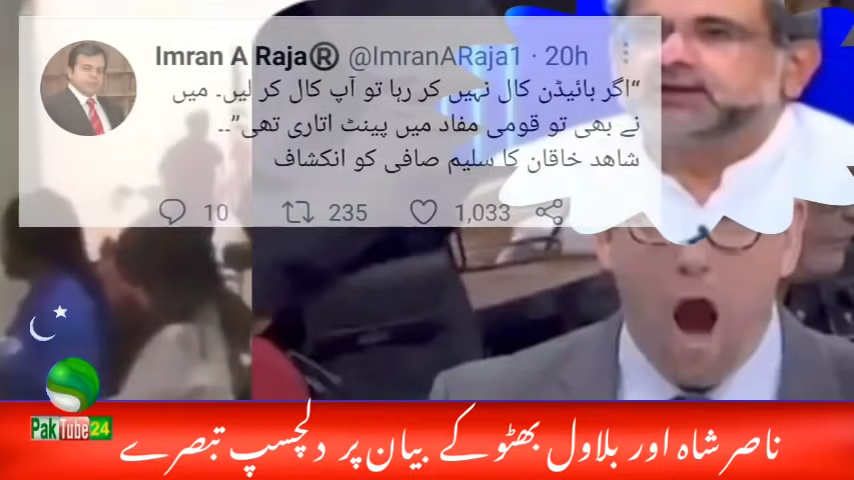 Imran A Raja® @ImranARaja1 · 20h
“اگر بائیڈن کال نہیں کر رہا تو آپ کال کر لیں۔ میں
نے بھی تو قومی مفاد میں پینٹ اتاری تھی”۔۔
شاھد خاقان کا سلیم صافی کو انکشاف
10 235 1,033
PakTube24
ناصر شاہ اور بلاول بھٹو کے بیان پر دلچسپ تبصرے